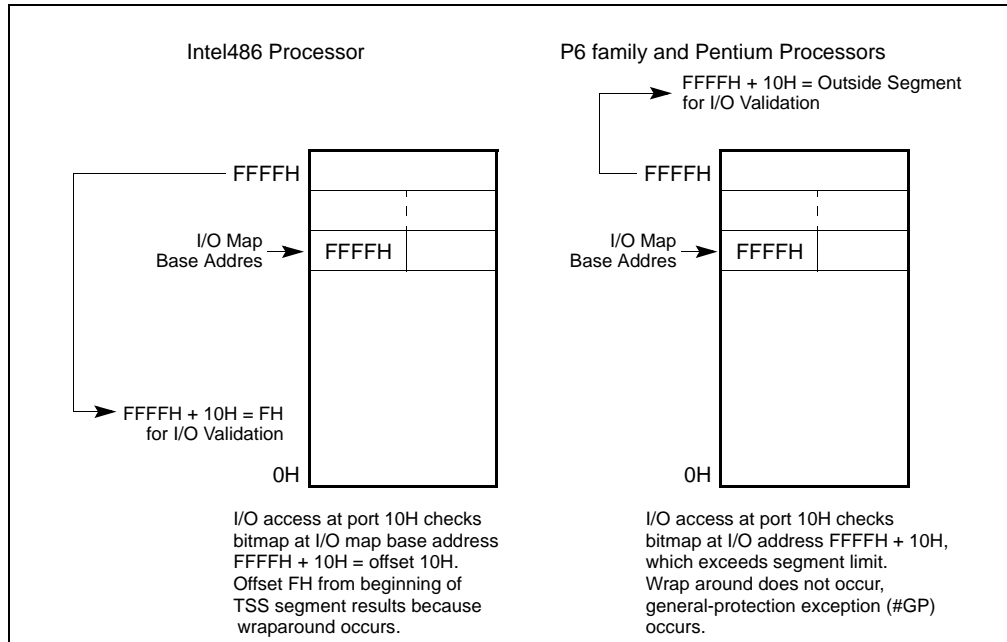 Intel486 Processor
P6 family and Pentium Processors
FFFFH + 10H = Outside Segment
for I/O Validation
FFFFH
I/O Map
Base Addres
FFFFH
FFFFH + 10H = FH
for I/O Validation
0H
I/O access at port 10H checks
bitmap at I/O map base address
FFFFH + 10H = offset 10H.
Offset FH from beginning of
TSS segment results because
wraparound occurs.
FFFFH
I/O Map
Base Addres
FFFFH
0H
I/O access at port 10H checks
bitmap at I/O address FFFFH + 10H,
which exceeds segment limit.
Wrap around does not occur,
general-protection exception (#GP)
occurs.